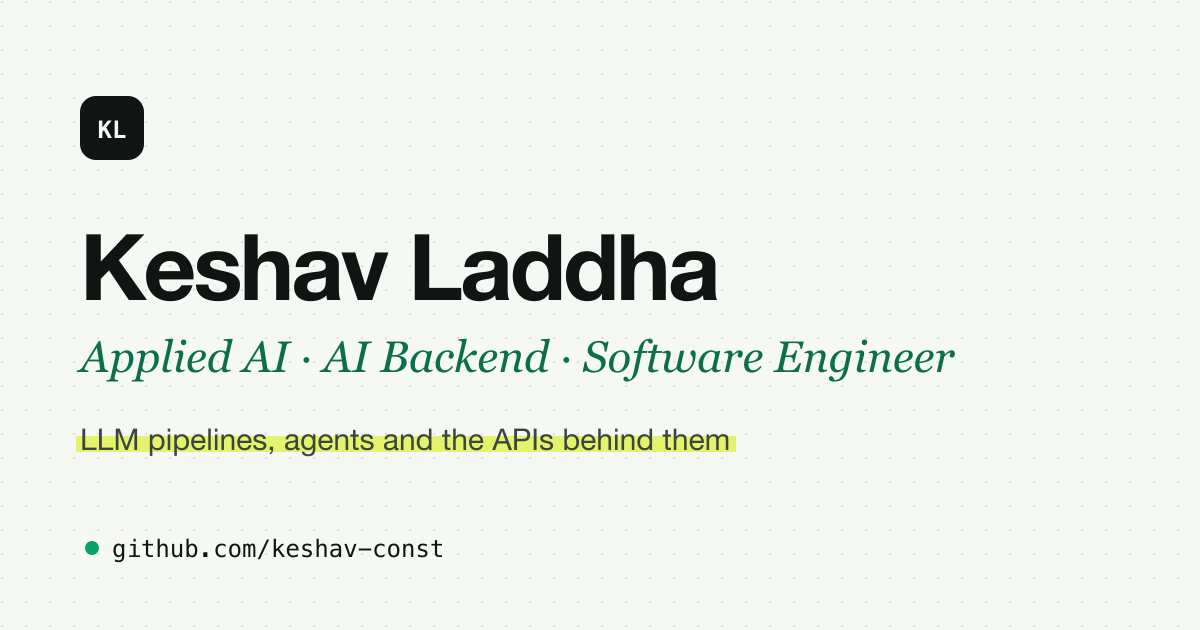 KL
Keshav Laddha
Applied AI · AI Backend · Software Engineer
LLM pipelines, agents and the APIs behind them
github.com/keshav-const